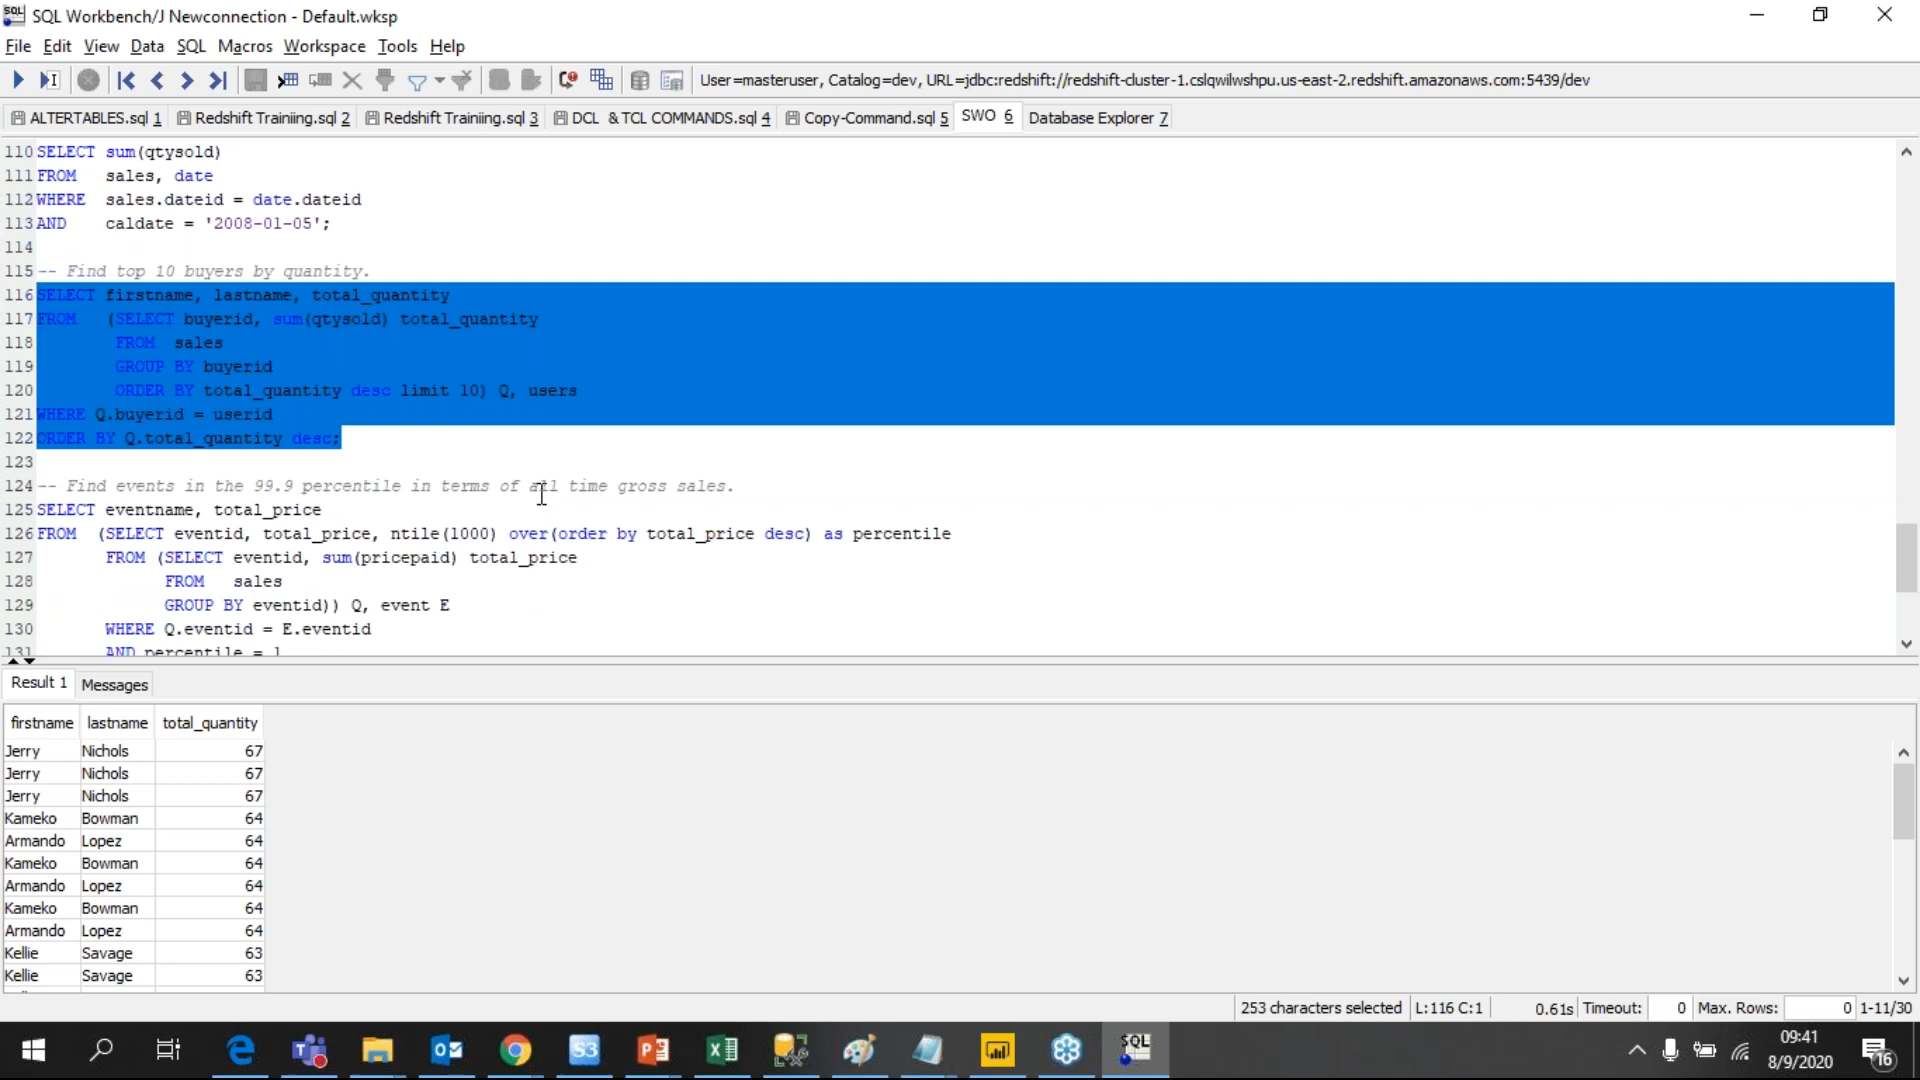 SQL Workbench/J Newconnection - Default.wksp
File Edit View Data SQL Macros Workspace Tools Help
User=masteruser, Catalog=dev, URL=jdbc:redshift://redshift-cluster-1.cslqwilwshpu.us-east-2.redshift.amazonaws.com:5439/dev
ALTERTABLES.sql 1 Redshift Trainiing.sql 2 Redshift Trainiing.sql 3 DCL & TCL COMMANDS.sql 4 Copy-Command.sql 5 SWO 6 Database Explorer 7
110 SELECT sum(qtysold)
111 FROM sales, date
112 WHERE sales.dateid = date.dateid
113 AND caldate = '2008-01-05';
114
115 -- Find top 10 buyers by quantity.
116 SELECT firstname, lastname, total_quantity
117 FROM (SELECT buyerid, sum(qtysold) total_quantity
118 FROM sales
119 GROUP BY buyerid
120 ORDER BY total_quantity desc limit 10) Q, users
121 WHERE Q.buyerid = userid
122 ORDER BY Q.total_quantity desc;
123
124 -- Find events in the 99.9 percentile in terms of all time gross sales.
125 SELECT eventname, total_price
126 FROM (SELECT eventid, total_price, ntile(1000) over(order by total_price desc) as percentile
127 FROM (SELECT eventid, sum(pricepaid) total_price
128 FROM sales
129 GROUP BY eventid)) Q, event E
130 WHERE Q.eventid = E.eventid
131 AND percentile = 1
Result 1 Messages
firstname lastname total_quantity
Jerry Nichols 67
Jerry Nichols 67
Jerry Nichols 67
Kameko Bowman 64
Armando Lopez 64
Kameko Bowman 64
Armando Lopez 64
Kameko Bowman 64
Armando Lopez 64
Kellie Savage 63
Kellie Savage 63
253 characters selected L:116 C:1 0.61s Timeout: 0 Max. Rows: 0 1-11/30
09:41
8/9/2020
16